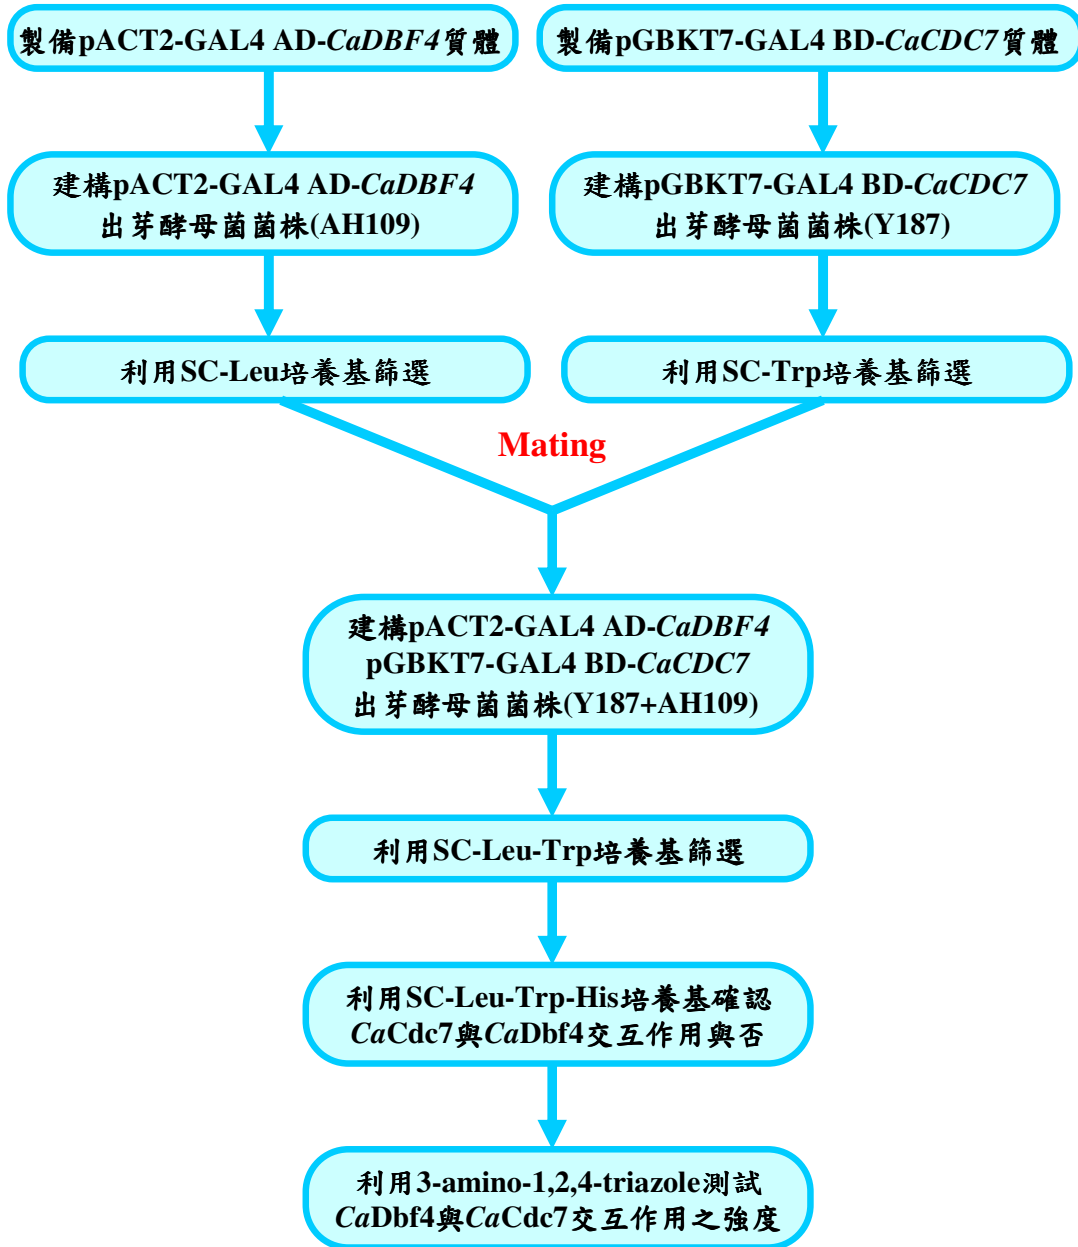 製備pACT2-GAL4 AD-CaDBF4質體
製備pGBKT7-GAL4 BD-CaCDC7質體
建構pACT2-GAL4 AD-CaDBF4
出芽酵母菌菌株(AH109)
建構pGBKT7-GAL4 BD-CaCDC7
出芽酵母菌菌株(Y187)
利用SC-Leu培養基篩選
利用SC-Trp培養基篩選
Mating
建構pACT2-GAL4 AD-CaDBF4
pGBKT7-GAL4 BD-CaCDC7
出芽酵母菌菌株(Y187+AH109)
利用SC-Leu-Trp培養基篩選
利用SC-Leu-Trp-His培養基確認
CaCdc7與CaDbf4交互作用與否
利用3-amino-1,2,4-triazole測試
CaDbf4與CaCdc7交互作用之強度